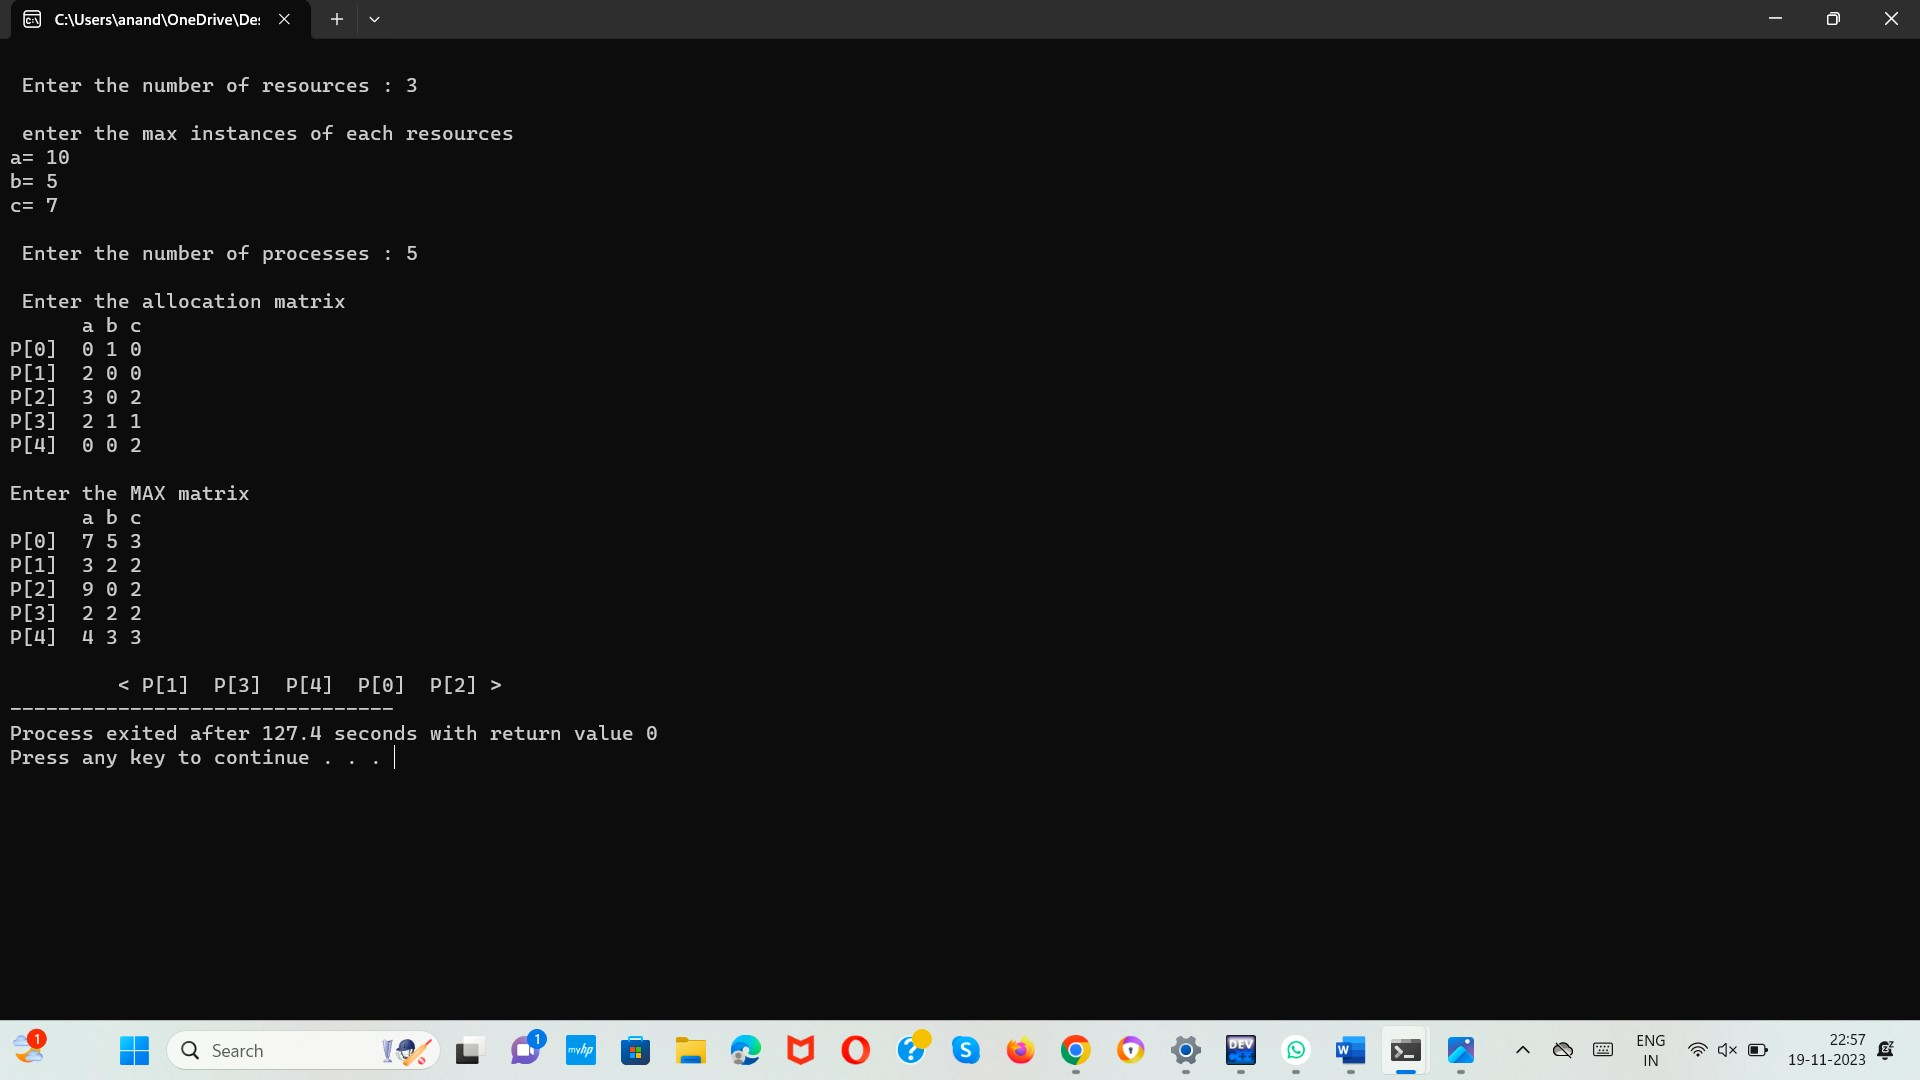 C:\Users\anand\OneDrive\Des
Enter the number of resources : 3
enter the max instances of each resources
a= 10
b= 5
c= 7
Enter the number of processes : 5
Enter the allocation matrix
a b c
P[0] 0 1 0
P[1] 2 0 0
P[2] 3 0 2
P[3] 2 1 1
P[4] 0 0 2
Enter the MAX matrix
a b c
P[0] 7 5 3
P[1] 3 2 2
P[2] 9 0 2
P[3] 2 2 2
P[4] 4 3 3
< P[1] P[3] P[4] P[0] P[2] >
--------------------------------
Process exited after 127.4 seconds with return value 0
Press any key to continue . . .
1
Search
1
myhp
S
DEV
C++
W
ENG
IN
22:57
19-11-2023